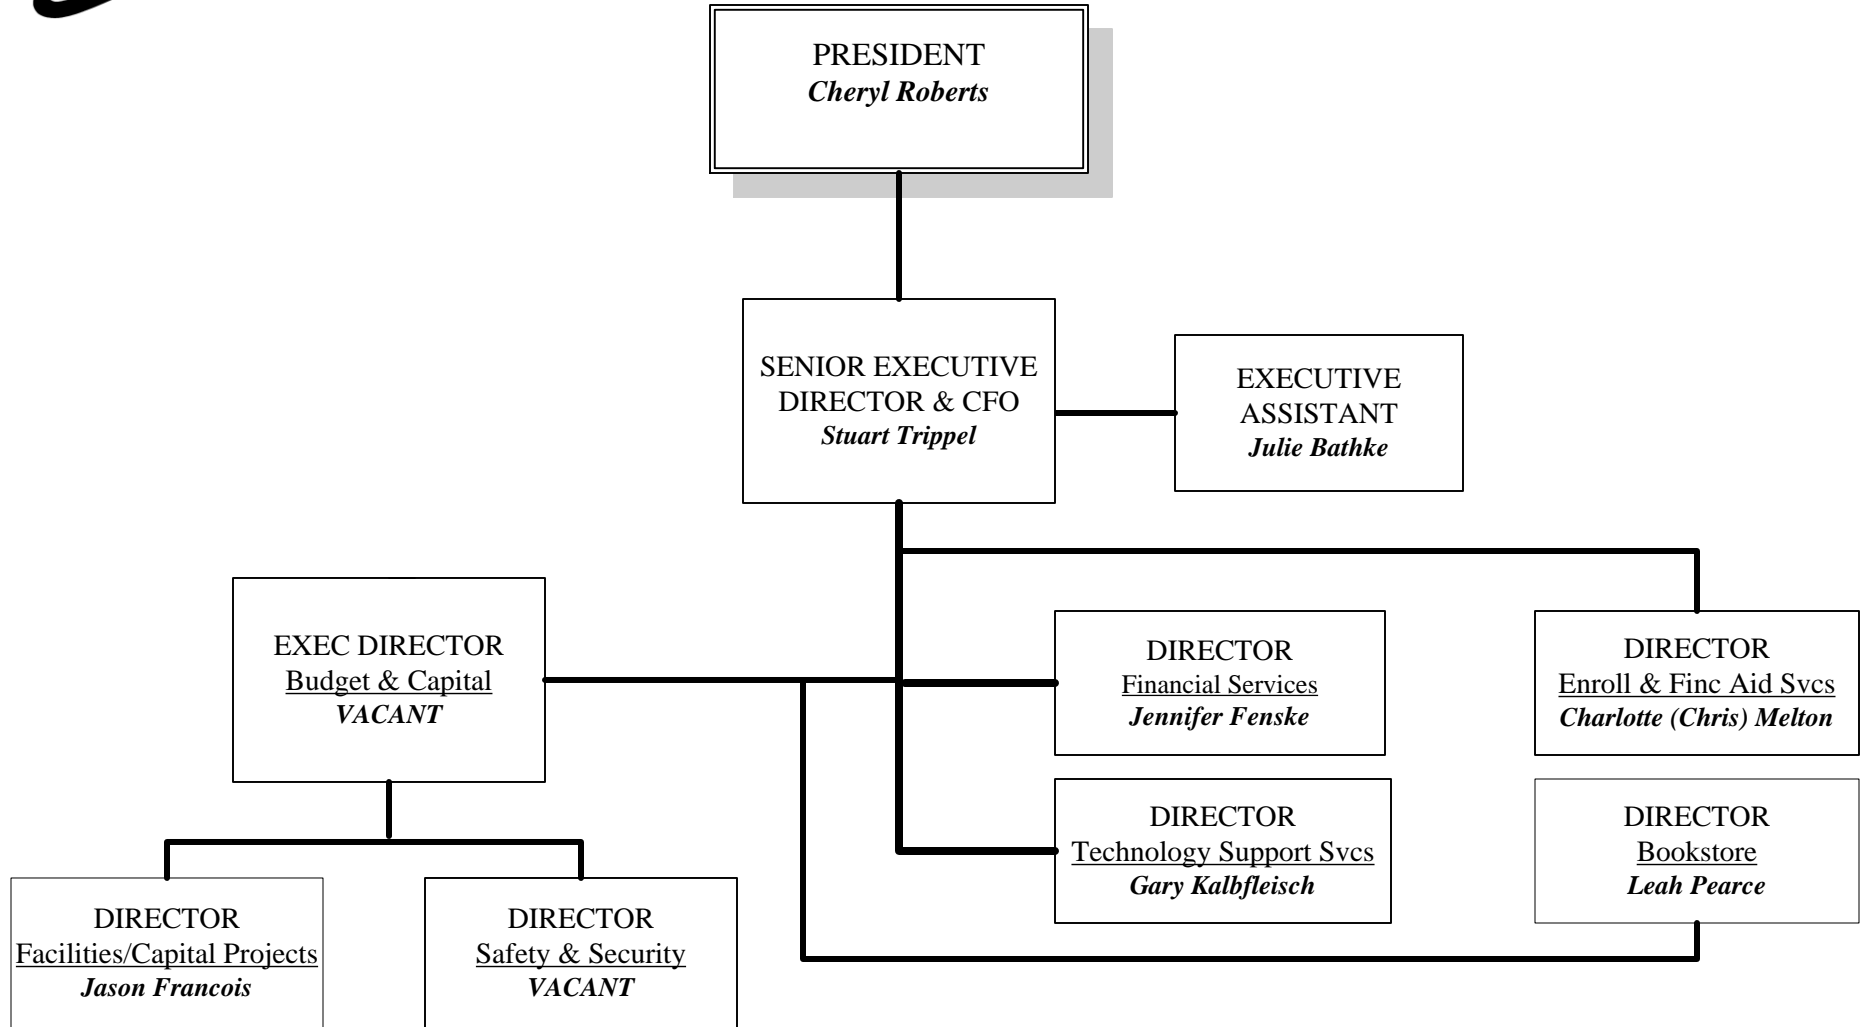 PRESIDENT
Cheryl Roberts
SENIOR EXECUTIVE
DIRECTOR & CFO
Stuart Trippel
EXECUTIVE
ASSISTANT
Julie Bathke
EXEC DIRECTOR
Budget & Capital
VACANT
DIRECTOR
Financial Services
Jennifer Fenske
DIRECTOR
Enroll & Finc Aid Svcs
Charlotte (Chris) Melton
DIRECTOR
Technology Support Svcs
Gary Kalbfleisch
DIRECTOR
Bookstore
Leah Pearce
DIRECTOR
Facilities/Capital Projects
Jason Francois
DIRECTOR
Safety & Security
VACANT